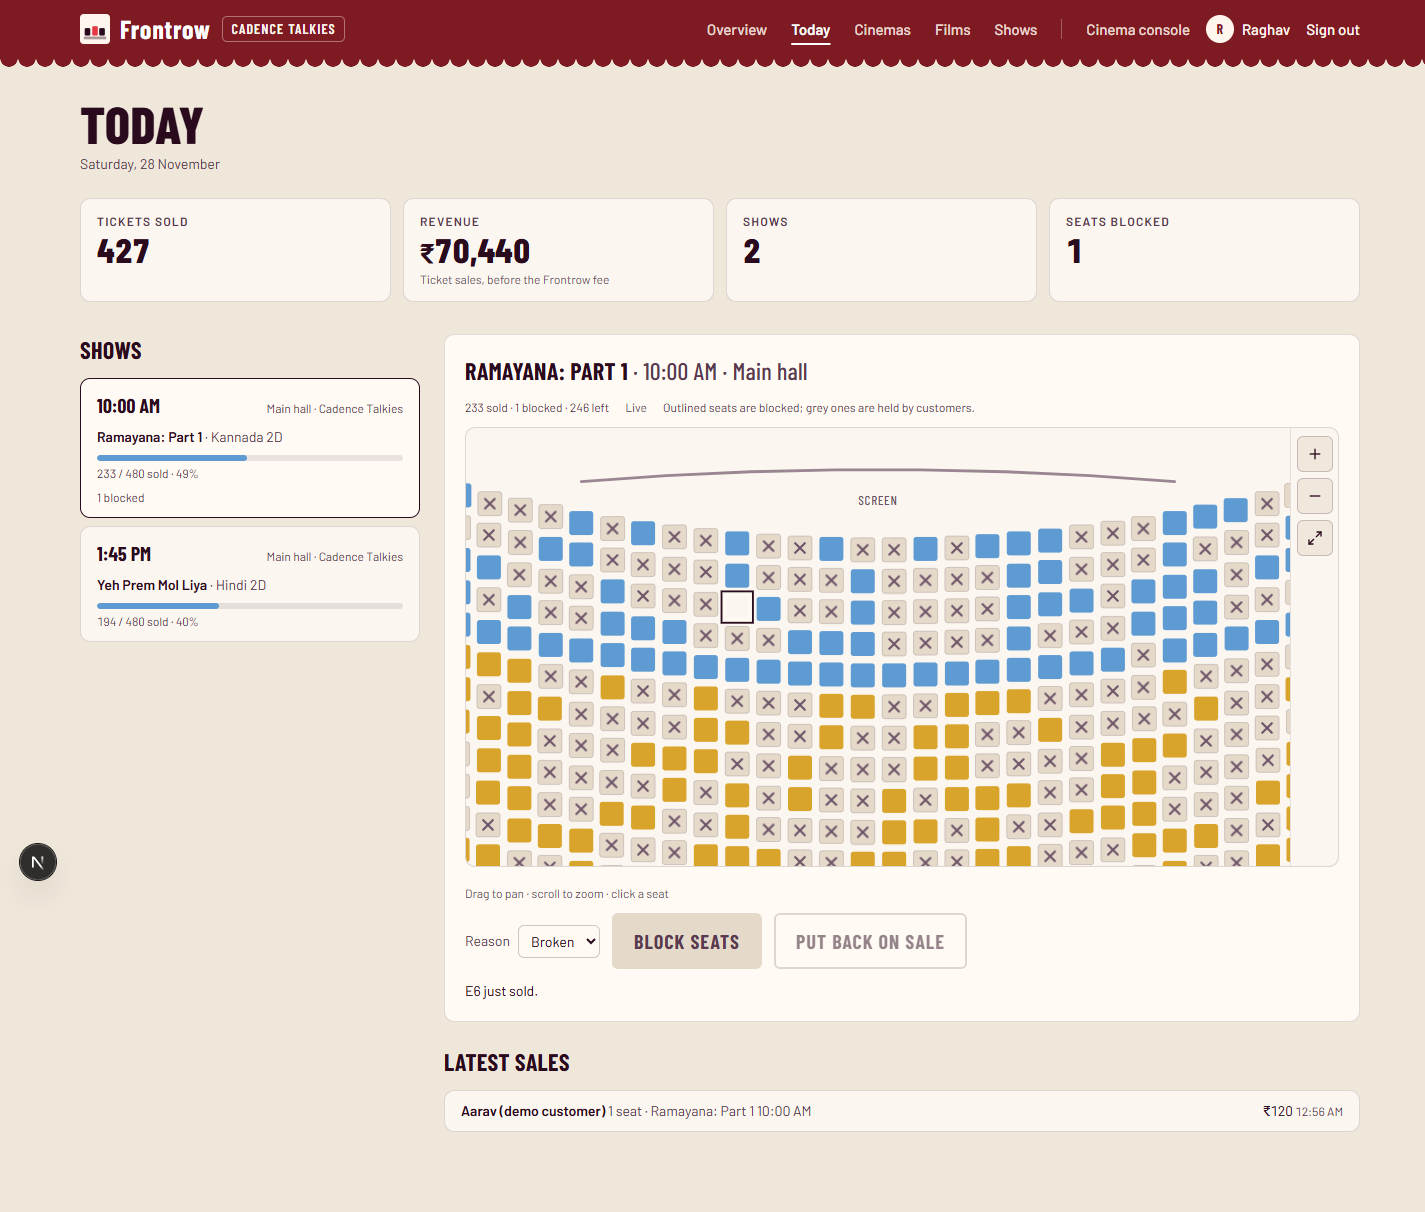 Frontrow
CADENCE TALKIES
Overview
Today
Cinemas
Films
Shows
Cinema console
R
Raghav
Sign out
TODAY
Saturday, 28 November
TICKETS SOLD
427
REVENUE
₹70,440
Ticket sales, before the Frontrow fee
SHOWS
2
SEATS BLOCKED
1
SHOWS
10:00 AM
Main hall · Cadence Talkies
Ramayana: Part 1 · Kannada 2D
233 / 480 sold · 49%
1 blocked
1:45 PM
Main hall · Cadence Talkies
Yeh Prem Mol Liya · Hindi 2D
194 / 480 sold · 40%
RAMAYANA: PART 1 · 10:00 AM · Main hall
233 sold · 1 blocked · 246 left Live Outlined seats are blocked; grey ones are held by customers.
SCREEN
Drag to pan · scroll to zoom · click a seat
Reason
Broken
BLOCK SEATS
PUT BACK ON SALE
E6 just sold.
LATEST SALES
Aarav (demo customer) 1 seat · Ramayana: Part 1 10:00 AM
₹120 12:56 AM
N